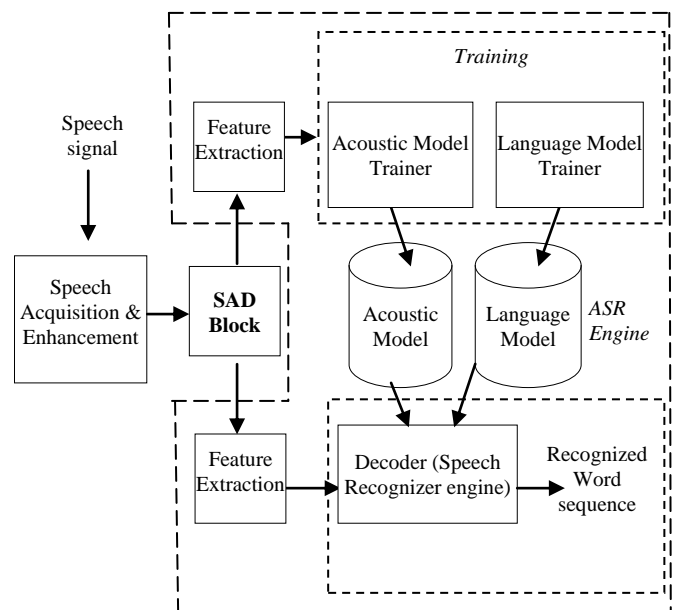 Training
Speech
signal
Feature
Extraction
Acoustic Model
Trainer
Language Model
Trainer
Speech
Acquisition &
Enhancement
SAD
Block
Acoustic
Model
Language
Model
ASR
Engine
Feature
Extraction
Decoder (Speech
Recognizer engine)
Recognized
Word
sequence